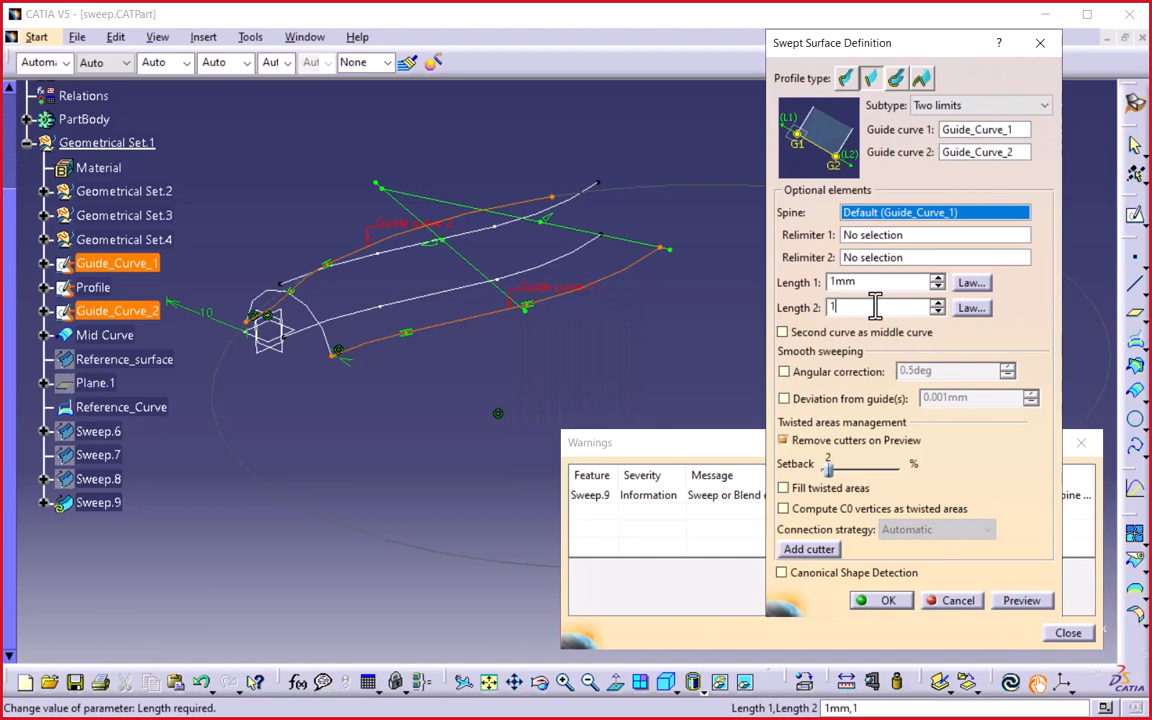 CATIA V5 - [sweep.CATPart]
Start File Edit View Insert Tools Window Help
Autom Auto Auto Auto Aut Aut None
Relations
PartBody
Geometrical Set.1
Material
Geometrical Set.2
Geometrical Set.3
Geometrical Set.4
Guide_Curve_1
Profile
Guide_Curve_2
Mid Curve
Reference_surface
Plane.1
Reference_Curve
Sweep.6
Sweep.7
Sweep.8
Sweep.9
10
Warnings
Feature Severity Message
Sweep.9 Information Sweep or Blend pine ...
Close
Swept Surface Definition
?
Profile type:
(L1) G1 (L2) G2
Subtype: Two limits
Guide curve 1: Guide_Curve_1
Guide curve 2: Guide_Curve_2
Optional elements
Spine: Default (Guide_Curve_1)
Relimiter 1: No selection
Relimiter 2: No selection
Length 1: 1mm Law...
Length 2: 1 Law...
Second curve as middle curve
Smooth sweeping
Angular correction: 0.5deg
Deviation from guide(s): 0.001mm
Twisted areas management
Remove cutters on Preview
Setback 2 %
Fill twisted areas
Compute C0 vertices as twisted areas
Connection strategy: Automatic
Add cutter
Canonical Shape Detection
OK Cancel Preview
f(x)
CATIA
Change value of parameter: Length required. Length 1,Length 2 1mm,1